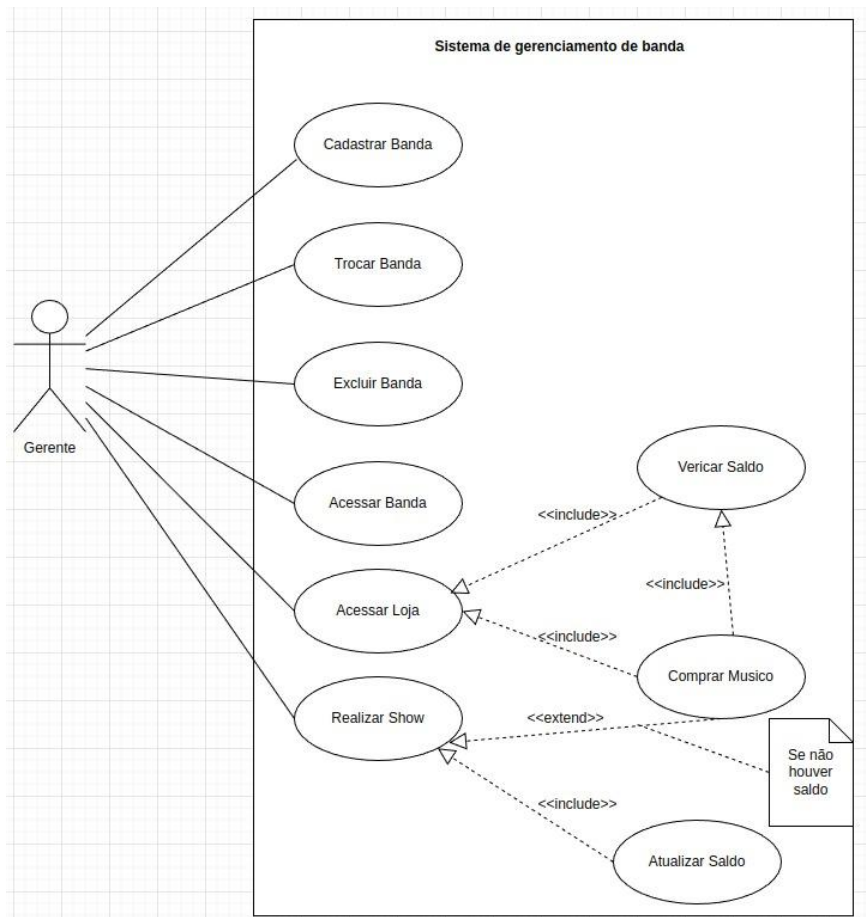 Sistema de gerenciamento de banda
Cadastrar Banda
Trocar Banda
Excluir Banda
Gerente
Acessar Banda
Vericar Saldo
<<include>>
<<include>>
Acessar Loja
<<include>>
Comprar Musico
Realizar Show
<<extend>>
Se não
houver
saldo
<<include>>
Atualizar Saldo